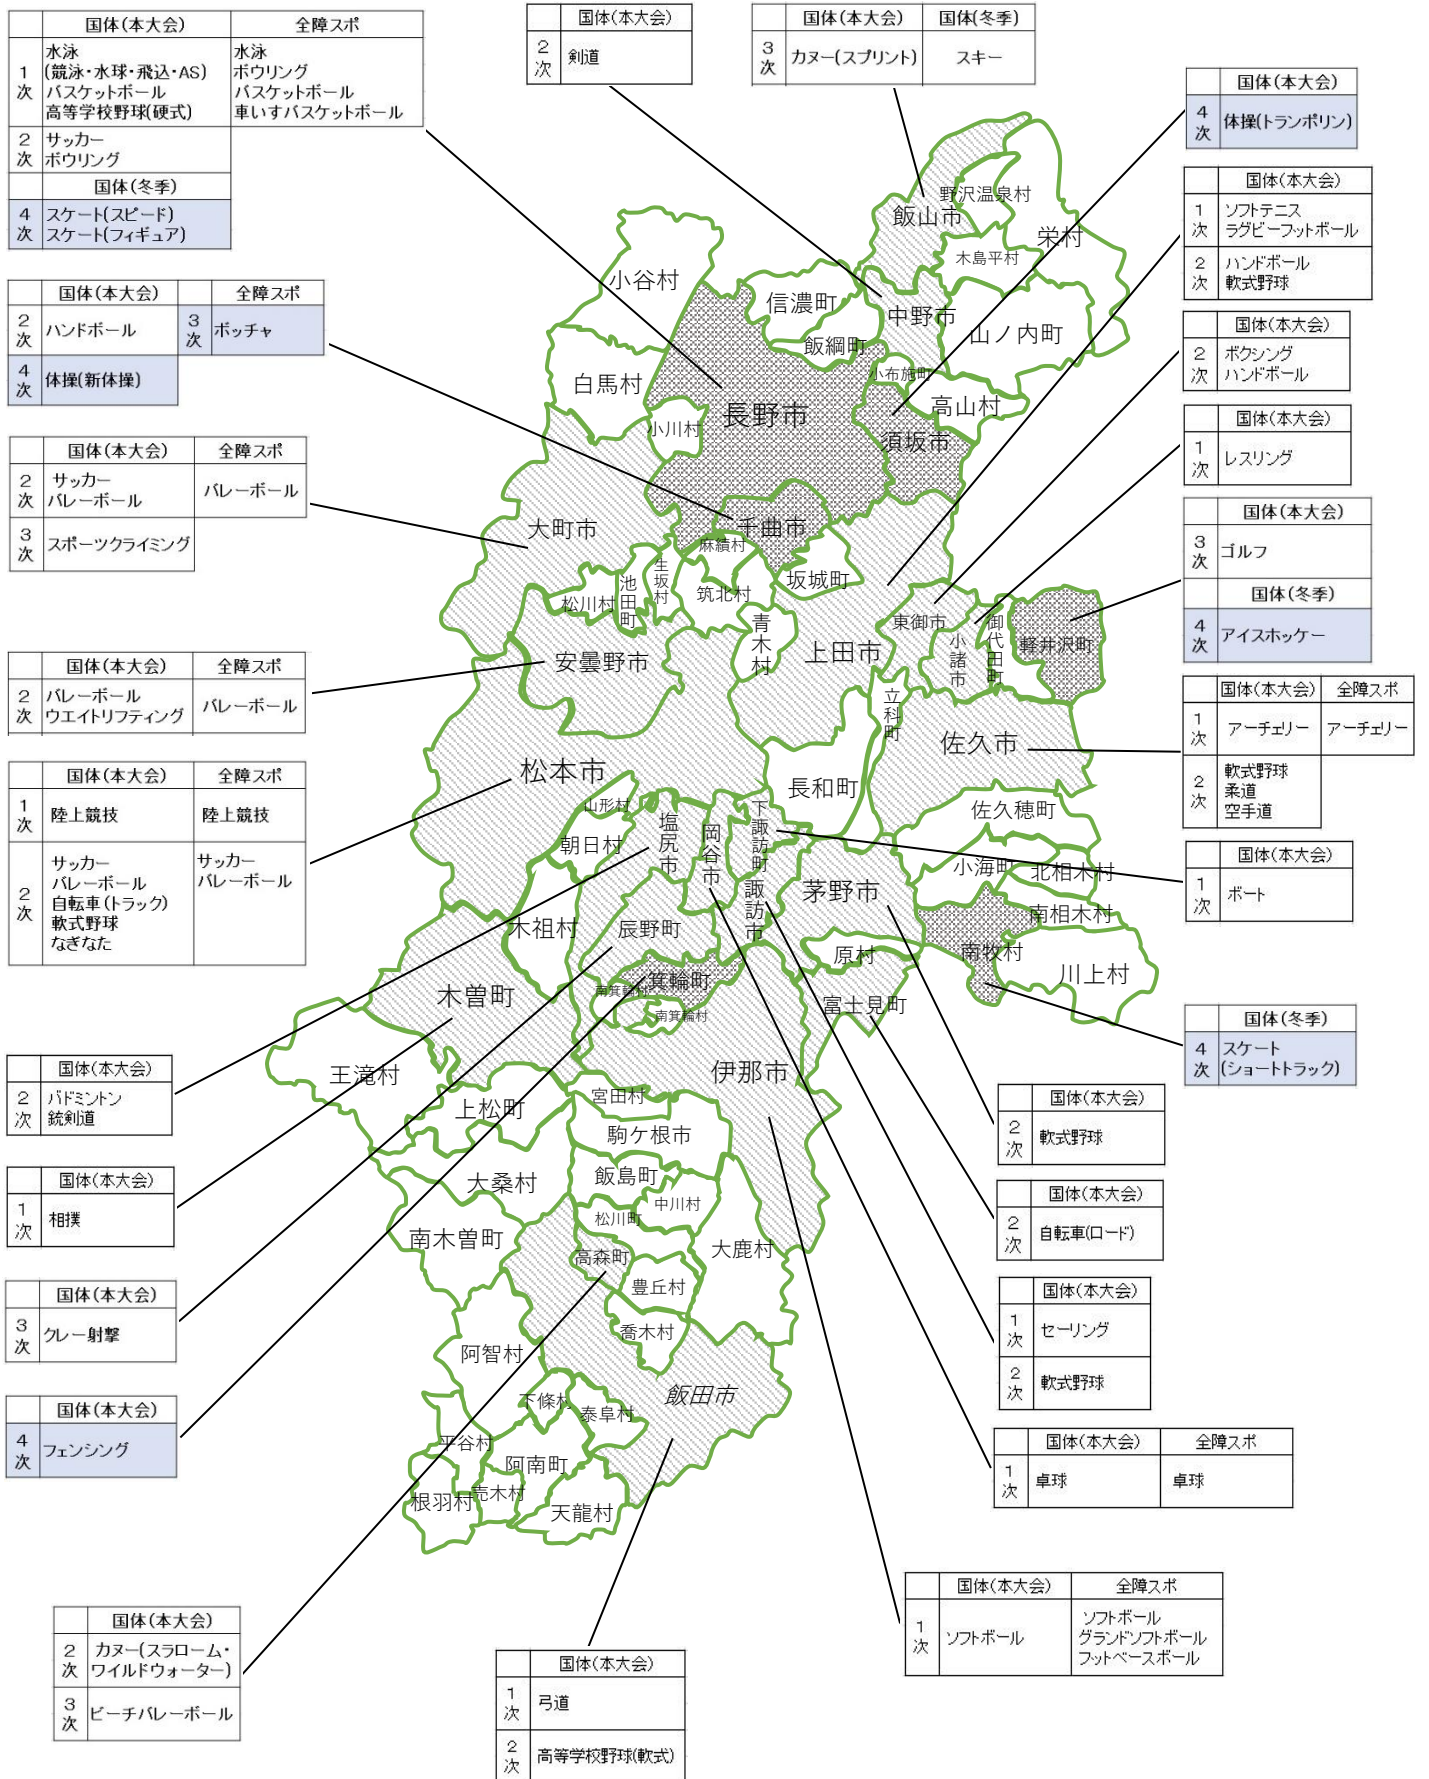 国体(本大会) 全障スポ
1次 水泳 水泳
(競泳・水球・飛込・AS) ボウリング
バスケットボール バスケットボール
高等学校野球(硬式) 車いすバスケットボール
2次 サッカー
ボウリング
国体(冬季)
4次 スケート(スピード)
スケート(フィギュア)
国体(本大会)
2次 剣道
国体(本大会) 国体(冬季)
3次 カヌー(スプリント) スキー
国体(本大会)
4次 体操(トランポリン)
国体(本大会)
1次 ソフトテニス
ラグビーフットボール
2次 ハンドボール
軟式野球
国体(本大会) 全障スポ
2次 ハンドボール 3次 ボッチャ
4次 体操(新体操)
国体(本大会)
2次 ボクシング
ハンドボール
国体(本大会)
1次 レスリング
国体(本大会) 全障スポ
2次 サッカー
バレーボール バレーボール
3次 スポーツクライミング
国体(本大会)
3次 ゴルフ
国体(冬季)
4次 アイスホッケー
国体(本大会) 全障スポ
2次 バレーボール
ウエイトリフティング バレーボール
国体(本大会) 全障スポ
1次 アーチェリー アーチェリー
2次 軟式野球
柔道
空手道
国体(本大会) 全障スポ
1次 陸上競技 陸上競技
2次 サッカー サッカー
バレーボール バレーボール
自転車(トラック)
軟式野球
なぎなた
国体(本大会)
1次 ボート
国体(冬季)
4次 スケート
(ショートトラック)
国体(本大会)
2次 バドミントン
銃剣道
国体(本大会)
2次 軟式野球
国体(本大会)
1次 相撲
国体(本大会)
2次 自転車(ロード)
国体(本大会)
3次 クレー射撃
国体(本大会)
1次 セーリング
2次 軟式野球
国体(本大会)
4次 フェンシング
国体(本大会) 全障スポ
1次 卓球 卓球
国体(本大会) 全障スポ
1次 ソフトボール ソフトボール
グランドソフトボール
フットベースボール
国体(本大会)
2次 カヌー(スラローム・
ワイルドウォーター)
3次 ビーチバレーボール
国体(本大会)
1次 弓道
2次 高等学校野球(軟式)
野沢温泉村
飯山市
栄村
木島平村
小谷村
信濃町
中野市
山ノ内町
飯綱町
小布施町
白馬村
高山村
長野市
小川村
須坂市
大町市
千曲市
麻績村
生坂村
坂城町
池田町
松川村
筑北村
青木村
東御市
御代田町
小諸市
軽井沢町
上田市
安曇野市
立科町
佐久市
松本市
長和町
山形村
佐久穂町
塩尻市
岡谷市
下諏訪町
朝日村
小海町
北相木村
茅野市
諏訪市
南相木村
木祖村
辰野町
原村
南牧村
川上村
箕輪町
南箕輪村
木曽町
富士見町
南箕輪村
王滝村
伊那市
宮田村
上松町
駒ケ根市
飯島町
大桑村
中川村
松川町
南木曽町
大鹿村
高森町
豊丘村
喬木村
阿智村
飯田市
下條村
泰阜村
平谷村
阿南町
根羽村
売木村
天龍村